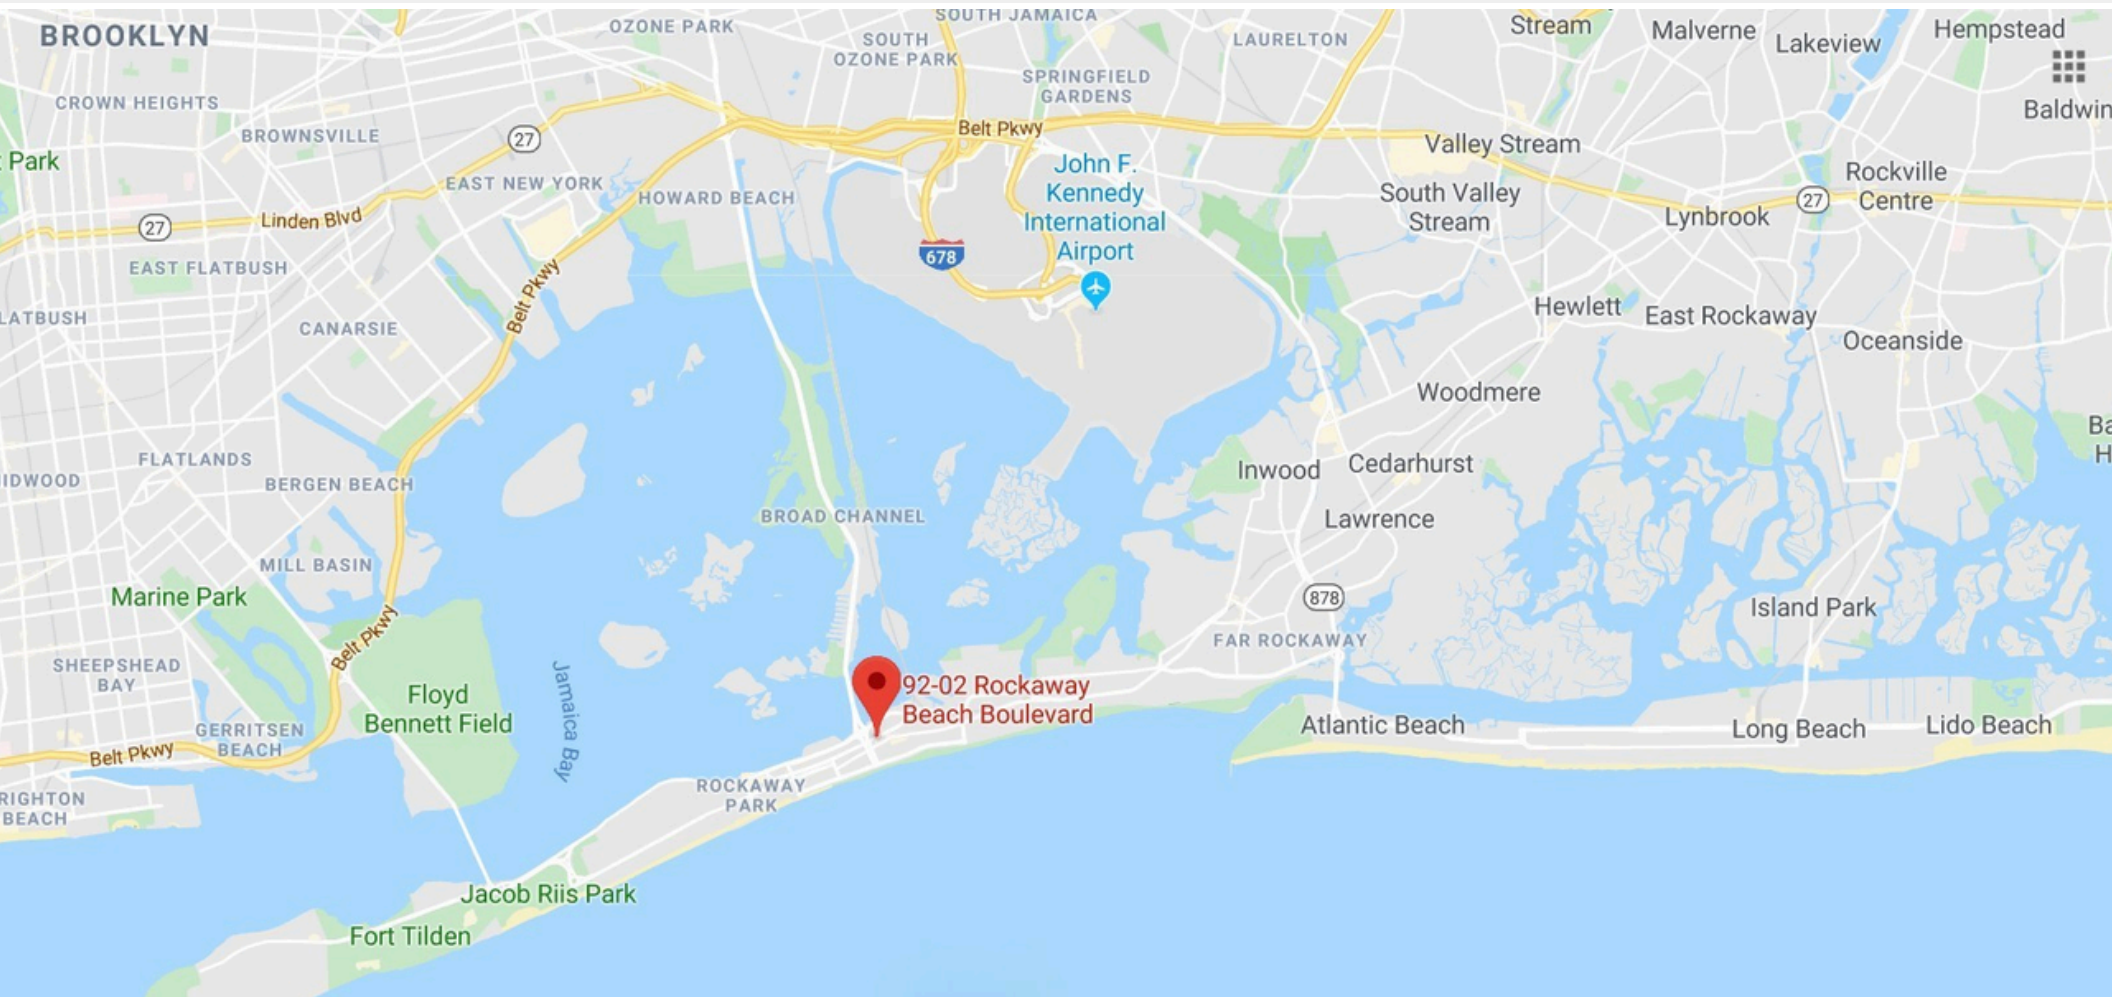 BROOKLYN
OZONE PARK
SOUTH JAMAICA
SOUTH
OZONE PARK
LAURELTON
Stream
Malverne
Lakeview
Hempstead
CROWN HEIGHTS
SPRINGFIELD
GARDENS
Baldwin
BROWNSVILLE
27
Belt Pkwy
Valley Stream
Park
EAST NEW YORK
HOWARD BEACH
John F.
Kennedy
International
Airport
South Valley
Stream
Rockville
Centre
27
Lynbrook
27
Linden Blvd
678
EAST FLATBUSH
Belt Pkwy
LATBUSH
CANARSIE
Hewlett
East Rockaway
Oceanside
Woodmere
Ba
H
FLATLANDS
IDWOOD
BERGEN BEACH
Inwood
Cedarhurst
BROAD CHANNEL
Lawrence
MILL BASIN
Marine Park
878
Island Park
Belt Pkwy
FAR ROCKAWAY
SHEEPSHEAD
BAY
Floyd
Bennett Field
Jamaica Bay
92-02 Rockaway
Beach Boulevard
GERRITSEN
BEACH
Atlantic Beach
Long Beach
Lido Beach
Belt Pkwy
ROCKAWAY
PARK
RIGHTON
BEACH
Jacob Riis Park
Fort Tilden